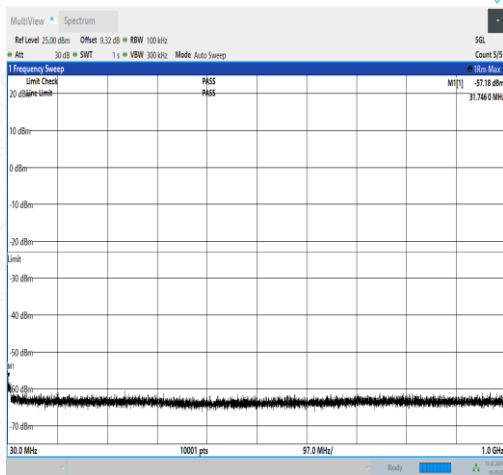 MultiView Spectrum
Ref Level 25.00 dBm Offset 9.32 dB RBW 100 kHz SGL
Att 30 dB SWT 1 s VBW 300 kHz Mode Auto Sweep Count 5/5
1 Frequency Sweep 1Rm Max
Limit Check PASS M1[1] -57.18 dBm
20 dBm Line Limit PASS 31.746 0 MHz
10 dBm
0 dBm
-10 dBm
-20 dBm
Limit
-30 dBm
-40 dBm
-50 dBm
M1
-60 dBm
-70 dBm
30.0 MHz 10001 pts 97.0 MHz/ 1.0 GHz
Ready